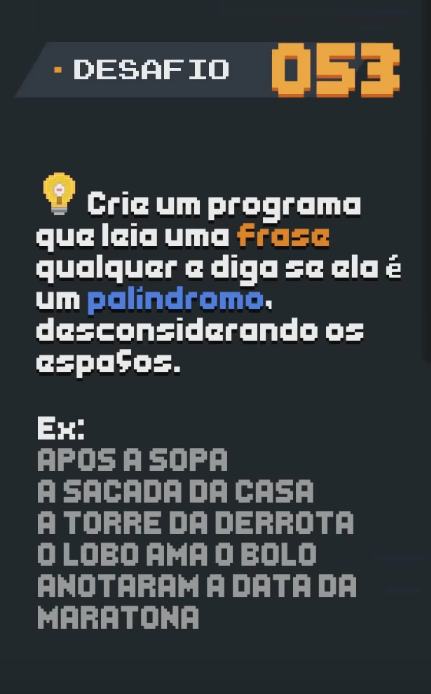 DESAFIO 053
Crie um programa
que leia uma frase
qualquer e diga se ela é
um palíndromo,
desconsiderando os
espaços.
Ex:
APOS A SOPA
A SACADA DA CASA
A TORRE DA DERROTA
O LOBO AMA O BOLO
ANOTARAM A DATA DA
MARATONA